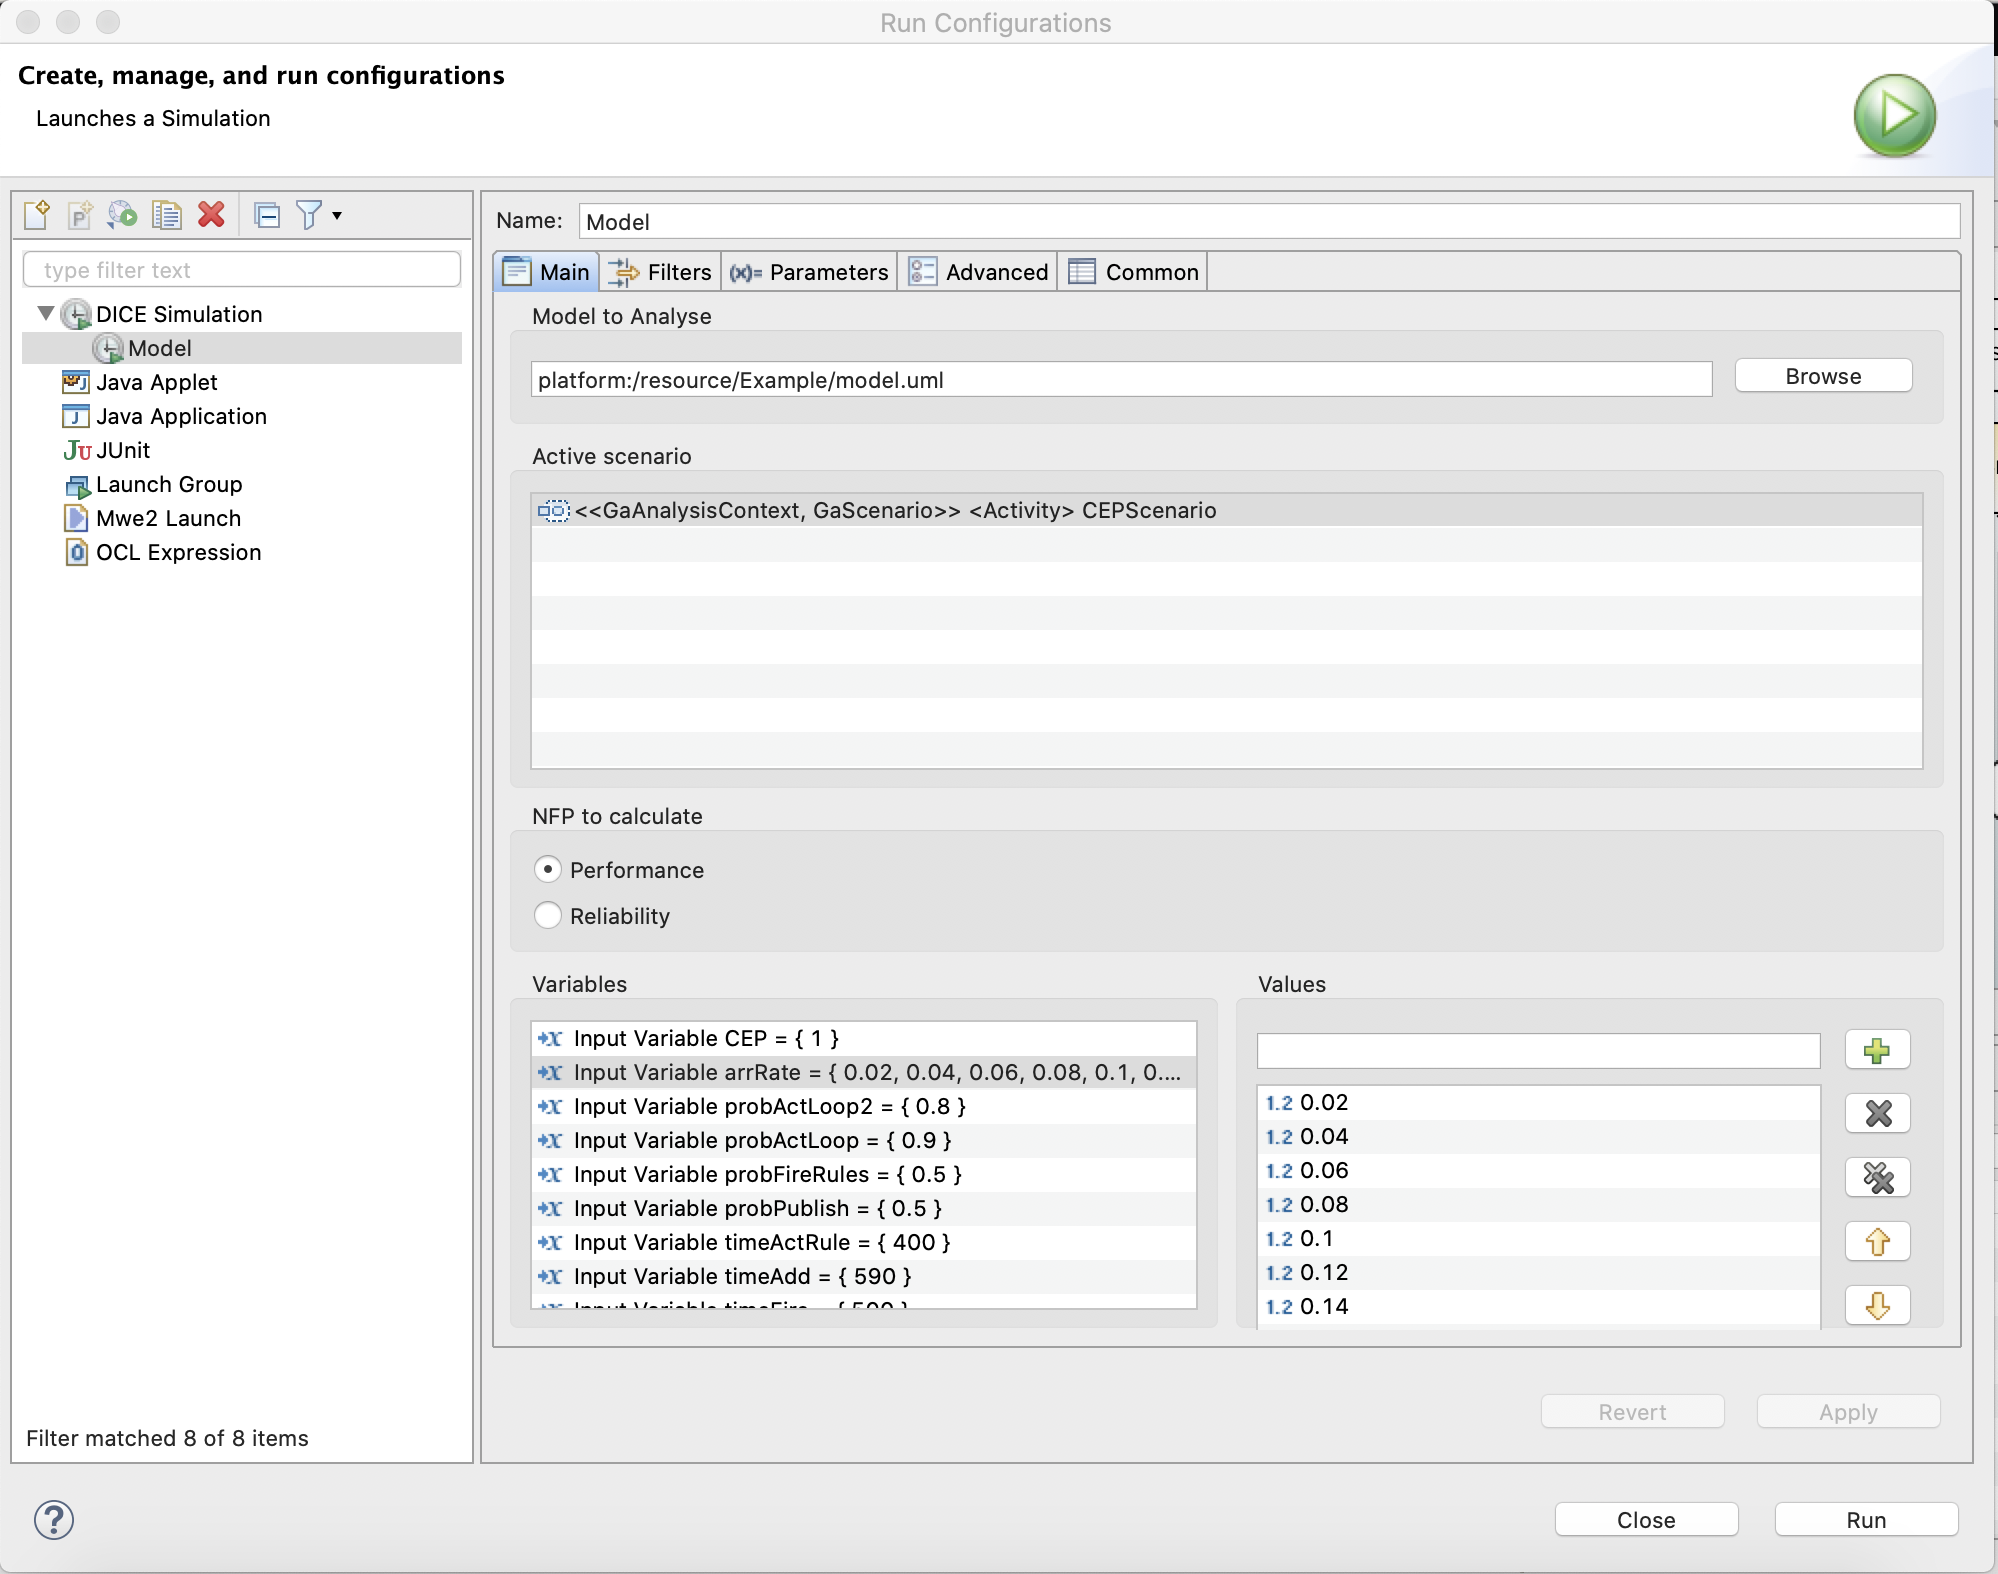 Run Configurations
Create, manage, and run configurations
Launches a Simulation
type filter text
DICE Simulation
Model
Java Applet
Java Application
JUnit
Launch Group
Mwe2 Launch
OCL Expression
Filter matched 8 of 8 items
Name: Model
Main Filters (x)= Parameters Advanced Common
Model to Analyse
platform:/resource/Example/model.uml Browse
Active scenario
<<GaAnalysisContext, GaScenario>> <Activity> CEPScenario
NFP to calculate
Performance
Reliability
Variables
Input Variable CEP = { 1 }
Input Variable arrRate = { 0.02, 0.04, 0.06, 0.08, 0.1, 0....
Input Variable probActLoop2 = { 0.8 }
Input Variable probActLoop = { 0.9 }
Input Variable probFireRules = { 0.5 }
Input Variable probPublish = { 0.5 }
Input Variable timeActRule = { 400 }
Input Variable timeAdd = { 590 }
Values
1.2 0.02
1.2 0.04
1.2 0.06
1.2 0.08
1.2 0.1
1.2 0.12
1.2 0.14
Revert Apply
Close Run